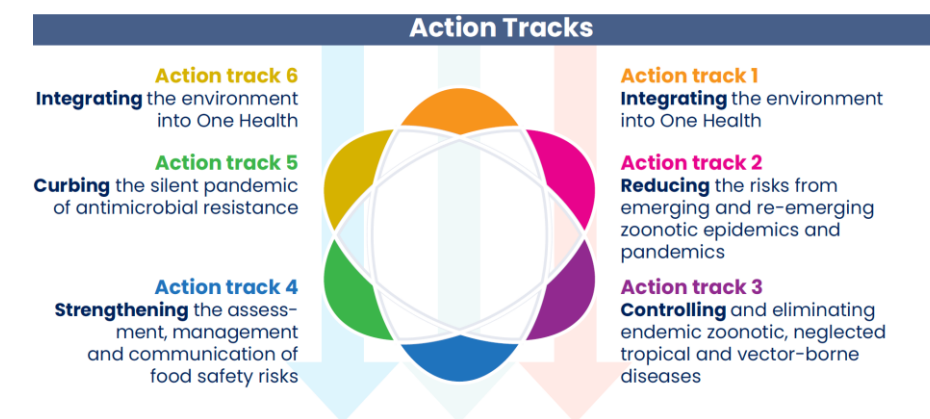 Action Tracks
Action track 6
Integrating the environment
into One Health
Action track 5
Curbing the silent pandemic
of antimicrobial resistance
Action track 4
Strengthening the assess-
ment, management
and communication of
food safety risks
Action track 1
Integrating the environment
into One Health
Action track 2
Reducing the risks from
emerging and re-emerging
zoonotic epidemics and
pandemics
Action track 3
Controlling and eliminating
endemic zoonotic, neglected
tropical and vector-borne
diseases